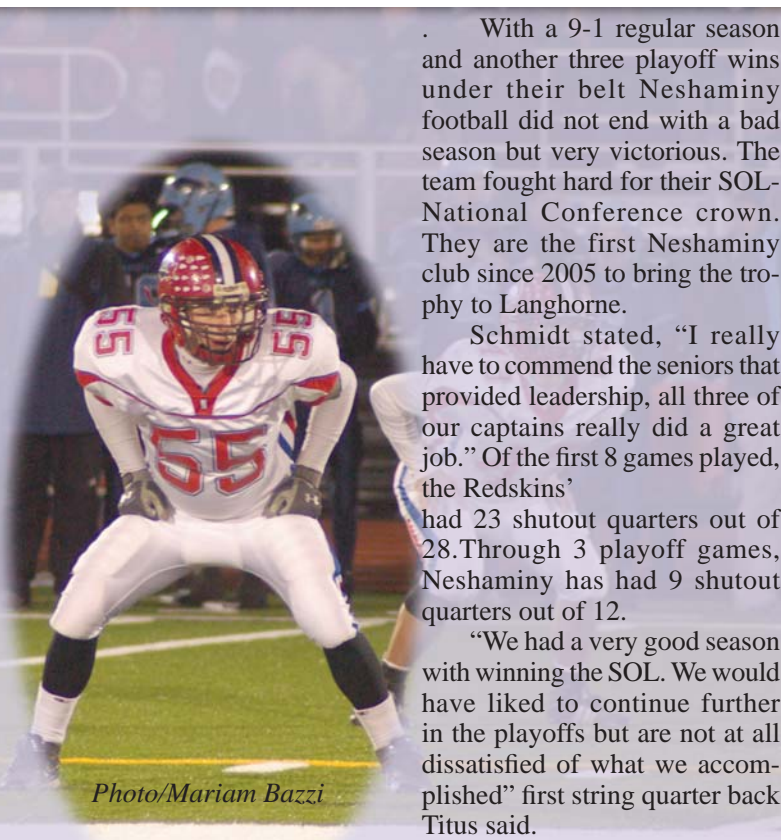 .	With a 9-1 regular season
and another three playoff wins
under their belt Neshaminy
football did not end with a bad
season but very victorious. The
team fought hard for their SOL-
National Conference crown.
They are the first Neshaminy
club since 2005 to bring the tro-
phy to Langhorne.
Schmidt stated, “I really
have to commend the seniors that
provided leadership, all three of
our captains really did a great
job.” Of the first 8 games played,
the Redskins’
had 23 shutout quarters out of
28.Through 3 playoff games,
Neshaminy has had 9 shutout
quarters out of 12.
“We had a very good season
with winning the SOL. We would
have liked to continue further
in the playoffs but are not at all
dissatisfied of what we accom-
plished” first string quarter back
Titus said.
55
55
55
Photo/Mariam Bazzi